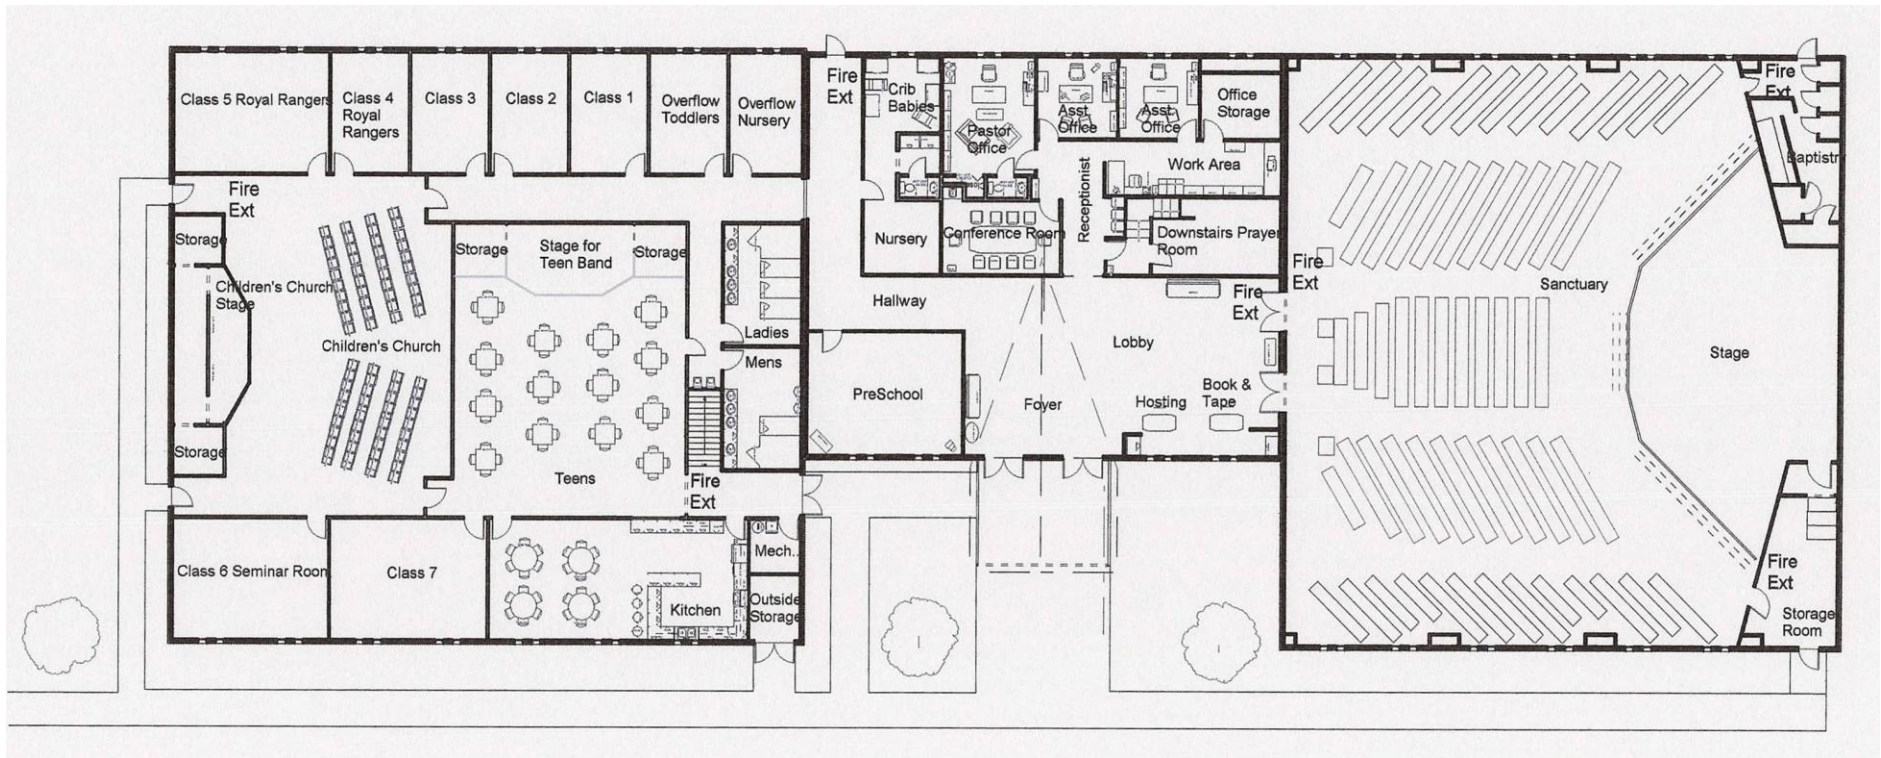 Class 5 Royal Rangers
Class 4
Royal
Rangers
Class 3
Class 2
Class 1
Overflow
Toddlers
Overflow
Nursery
Fire
Ext
Crib
Babies
Pastor
Office
Asst.
Office
Asst.
Office
Office
Storage
Fire
Ext
Fire
Ext
Storage
Children's Church
Stage
Storage
Children's Church
Storage
Stage for
Teen Band
Storage
Ladies
Mens
Teens
Fire
Ext
Nursery
Conference Room
Receptionist
Work Area
Downstairs Prayer
Room
Baptistry
Hallway
PreSchool
Foyer
Lobby
Hosting
Book &
Tape
Fire
Ext
Fire
Ext
Sanctuary
Stage
Fire
Ext
Storage
Room
Class 6 Seminar Room
Class 7
Kitchen
Mech.
Outside
Storage